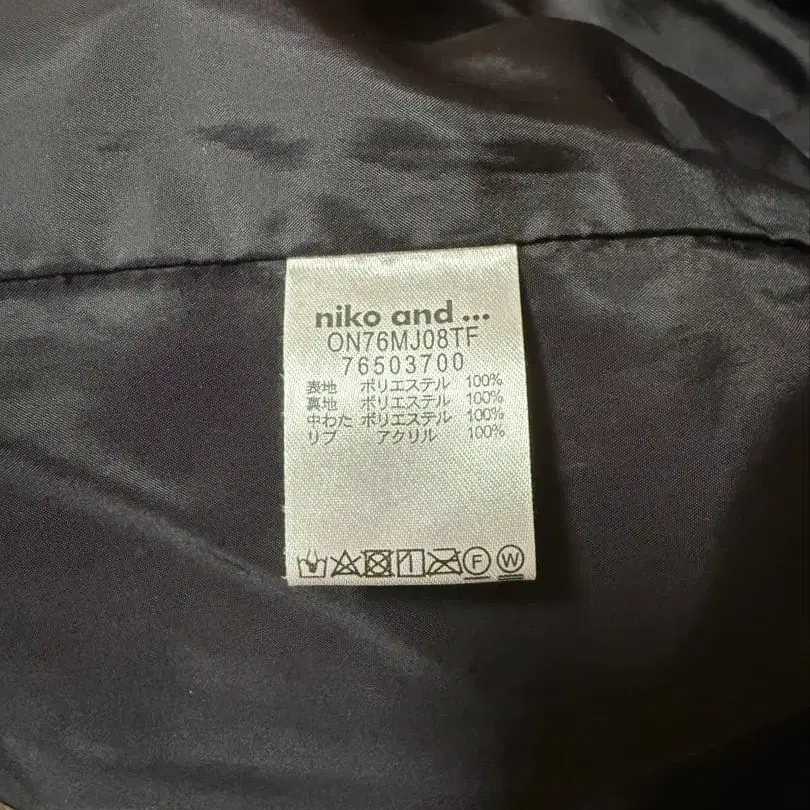 niko and ...
ON76MJ08TF
76503700
表地 ポリエステル 100%
裏地 ポリエステル 100%
中わた ポリエステル 100%
リブ アクリル 100%
F W